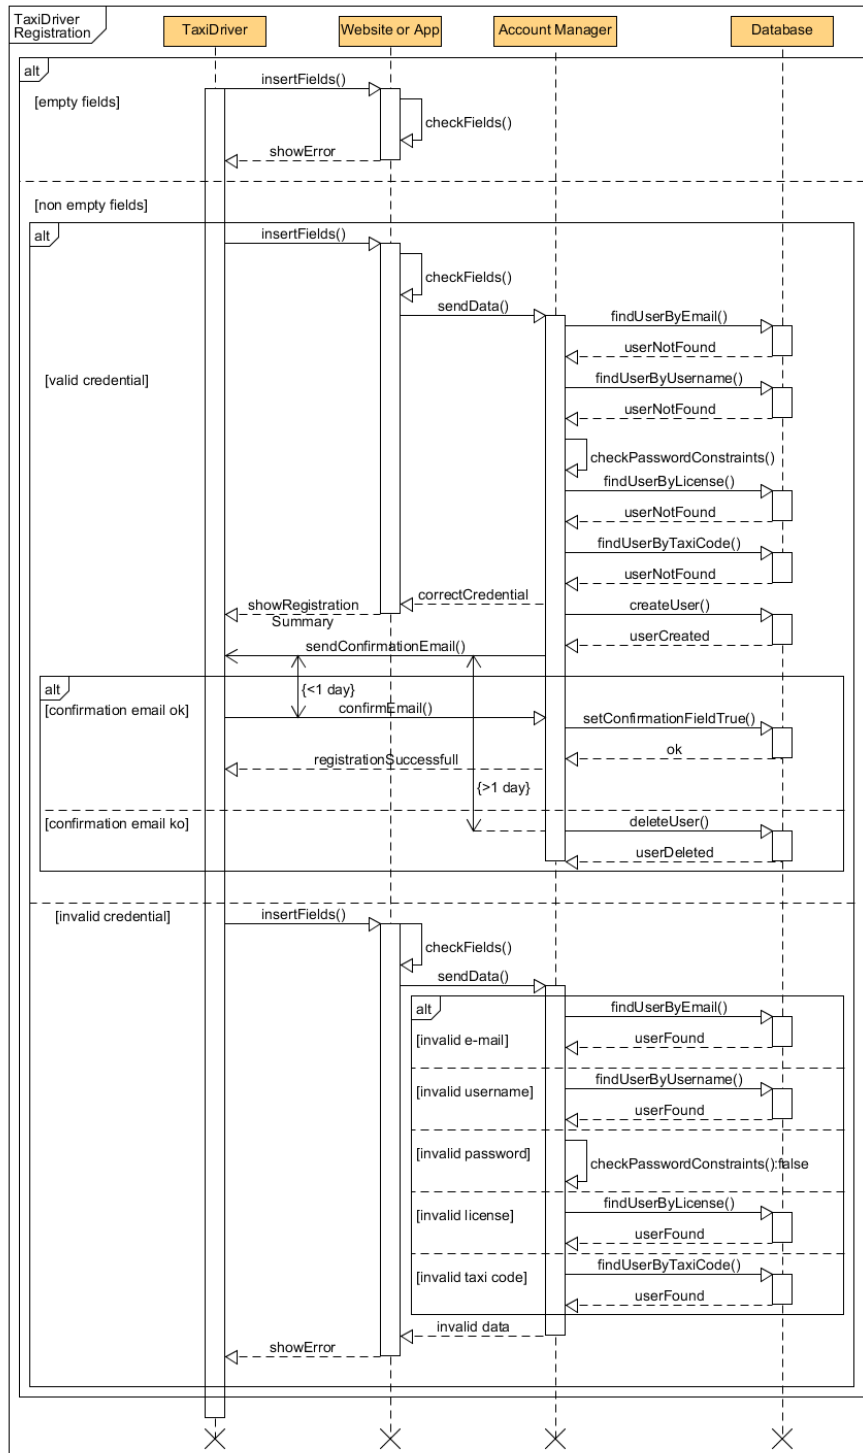 TaxiDriver
Registration
TaxiDriver
Website or App
Account Manager
Database
alt
insertFields()
[empty fields]
checkFields()
showError
[non empty fields]
alt
insertFields()
checkFields()
sendData()
findUserByEmail()
userNotFound
[valid credential]
findUserByUsername()
userNotFound
checkPasswordConstraints()
findUserByLicense()
userNotFound
findUserByTaxiCode()
userNotFound
correctCredential
showRegistration
Summary
createUser()
userCreated
sendConfirmationEmail()
alt
{<1 day}
[confirmation email ok]
confirmEmail()
setConfirmationFieldTrue()
ok
registrationSuccessfull
{>1 day}
[confirmation email ko]
deleteUser()
userDeleted
[invalid credential]
insertFields()
checkFields()
sendData()
alt
findUserByEmail()
[invalid e-mail]
userFound
[invalid username]
findUserByUsername()
userFound
[invalid password]
checkPasswordConstraints():false
[invalid license]
findUserByLicense()
userFound
[invalid taxi code]
findUserByTaxiCode()
userFound
invalid data
showError